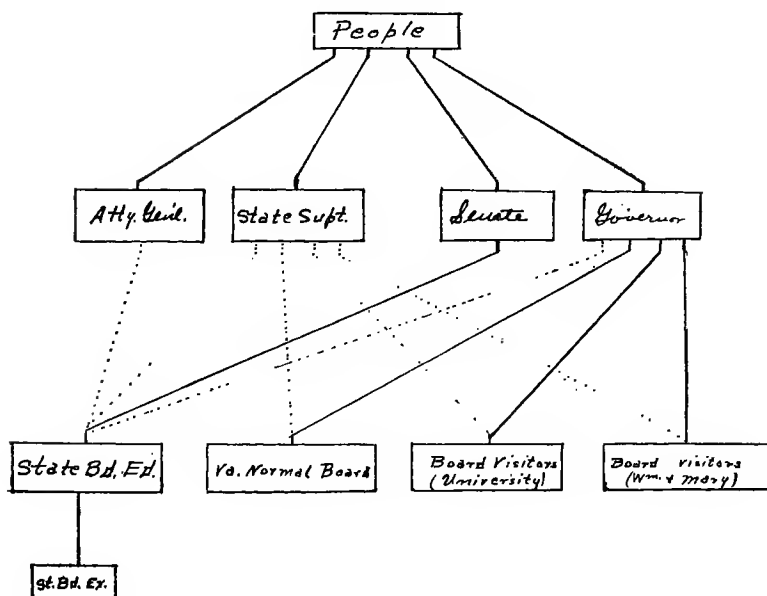 People
Atty. Genl.
State Supt.
Senate
Governor
State Bd. Ed.
Va. Normal Board
Board Visitors
(University)
Board Visitors
(Wm. & Mary)
St. Bd. Ex.